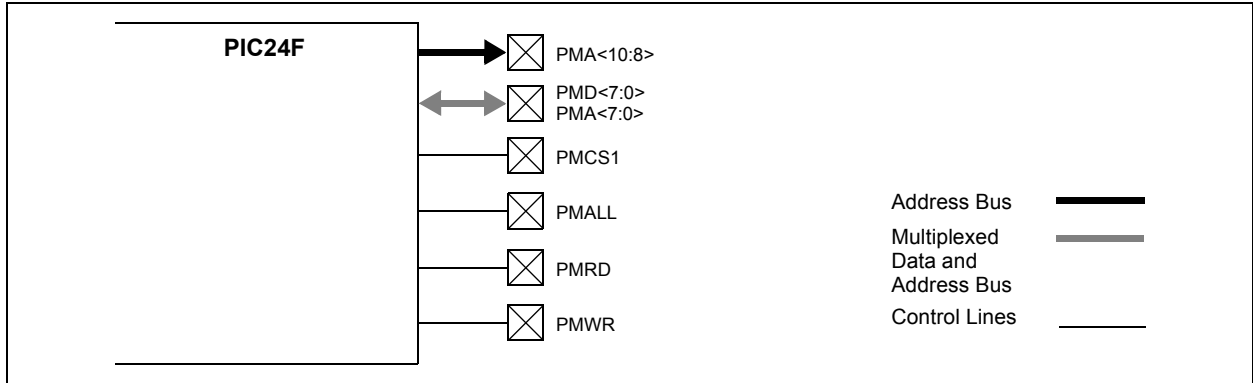 PIC24F
PMA<10:8>
PMD<7:0>
PMA<7:0>
PMCS1
PMALL
PMRD
PMWR
Address Bus
Multiplexed
Data and
Address Bus
Control Lines